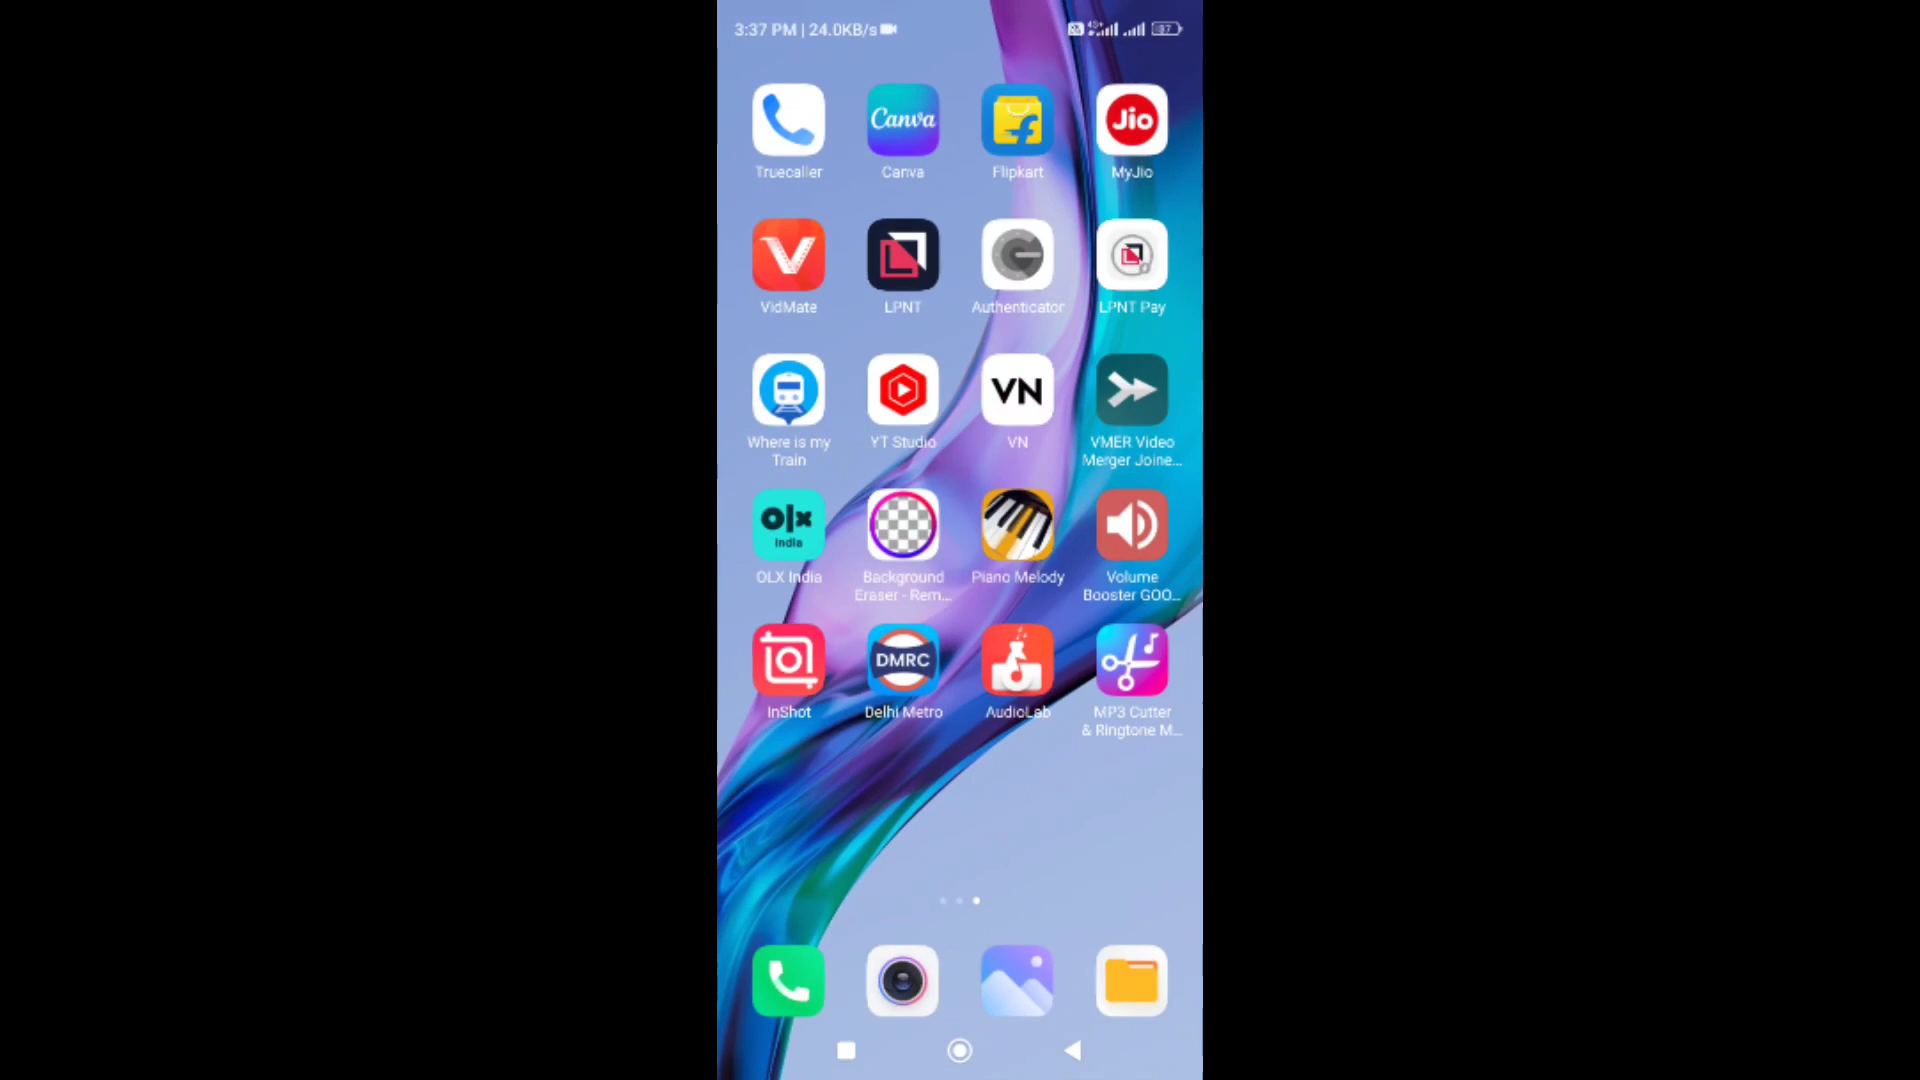 3:37 PM | 24.0KB/s
4G+
87
Canva
Jio
Truecaller
Canva
Flipkart
MyJio
VidMate
LPNT
Authenticator
LPNT Pay
VN
Where is my
Train
YT Studio
VN
VMER Video
Merger Joine...
olx
India
OLX India
Background
Eraser - Rem...
Piano Melody
Volume
Booster GOO...
DMRC
InShot
Delhi Metro
AudioLab
MP3 Cutter
& Ringtone M...